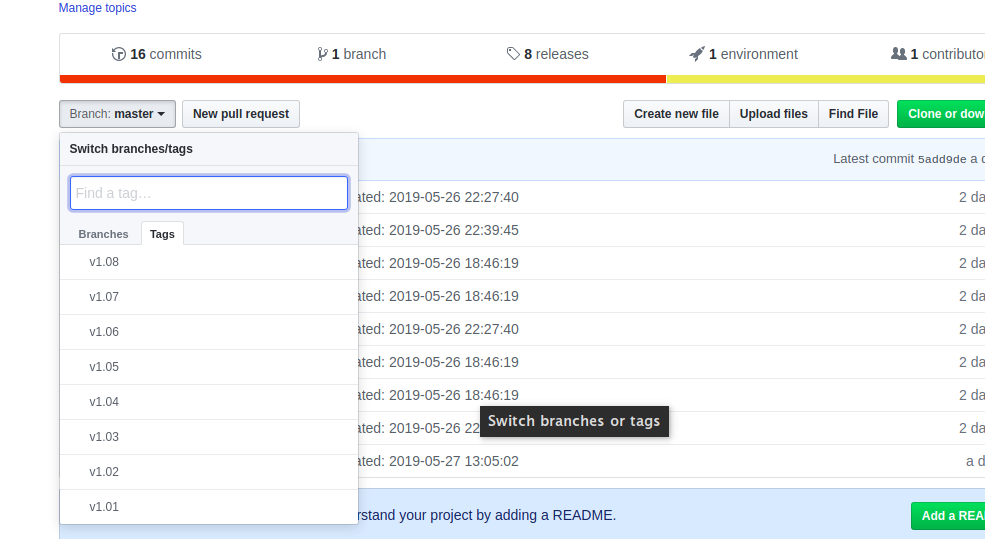 Manage topics
16 commits 1 branch 8 releases 1 environment 1 contributo
Branch: master New pull request Create new file Upload files Find File Clone or dow
Switch branches/tags
Latest commit 5add9de a d
Find a tag…
ated: 2019-05-26 22:27:40 2 da
Branches Tags
ated: 2019-05-26 22:39:45 2 da
v1.08
ated: 2019-05-26 18:46:19 2 da
v1.07
ated: 2019-05-26 18:46:19 2 da
v1.06
ated: 2019-05-26 22:27:40 2 da
v1.05
ated: 2019-05-26 18:46:19 2 da
v1.04
ated: 2019-05-26 18:46:19 2 da
Switch branches or tags
v1.03
ated: 2019-05-26 22 2 da
v1.02
ated: 2019-05-27 13:05:02 a d
v1.01
rstand your project by adding a README. Add a REA